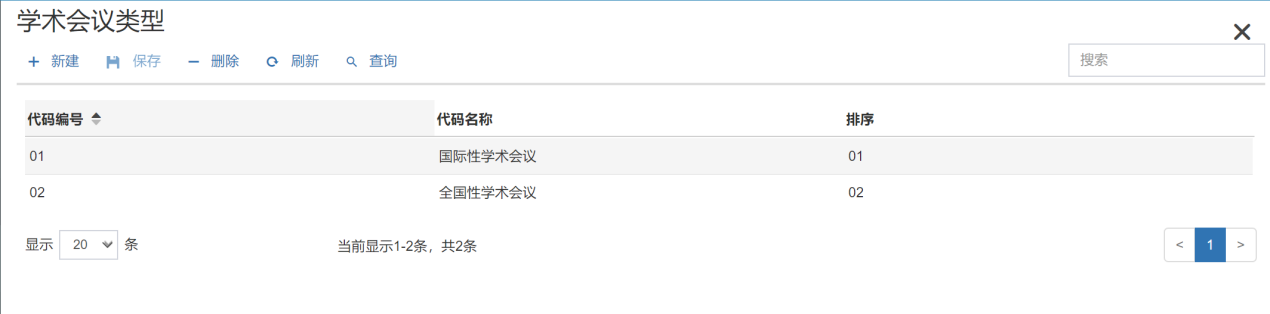 学术会议类型
新建 保存 删除 刷新 查询 搜索
代码编号 代码名称 排序
01 国际性学术会议 01
02 全国性学术会议 02
显示 20 条 当前显示1-2条，共2条 < 1 >